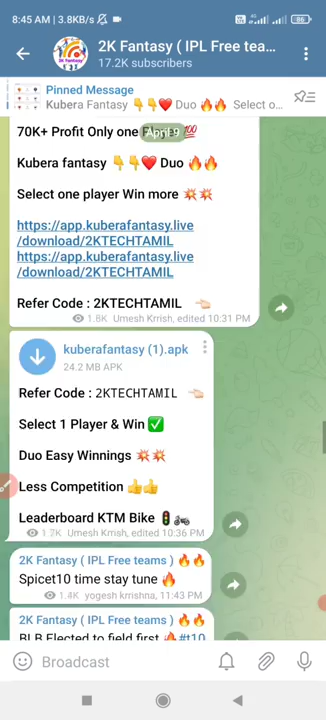 8:45 AM | 3.8KB/s
86
2K Fantasy ( IPL Free tea...
17.2K subscribers
Pinned Message
Kubera Fantasy 👇👇❤️ Duo 🔥🔥 Select o...
70K+ Profit Only one 💯
April 9
Kubera fantasy 👇👇❤️ Duo 🔥🔥
Select one player Win more 💥💥
https://app.kuberafantasy.live
/download/2KTECHTAMIL
https://app.kuberafantasy.live
/download/2KTECHTAMIL
Refer Code : 2KTECHTAMIL 👈🏻
1.8K Umesh Krrish, edited 10:31 PM
kuberafantasy (1).apk
24.2 MB APK
Refer Code : 2KTECHTAMIL 👈🏻
Select 1 Player & Win ✅
Duo Easy Winnings 💥💥
Less Competition 👍👍
Leaderboard KTM Bike 🚦🏍
Umesh Krrish, edited 10:36 PM
2K Fantasy ( IPL Free teams ) 🔥🔥
Spicet10 time stay tune 🔥
1.4K yogesh krrishna, 11:43 PM
2K Fantasy ( IPL Free teams ) 🔥🔥
BLB Elected to field first 🔥#t10
Broadcast